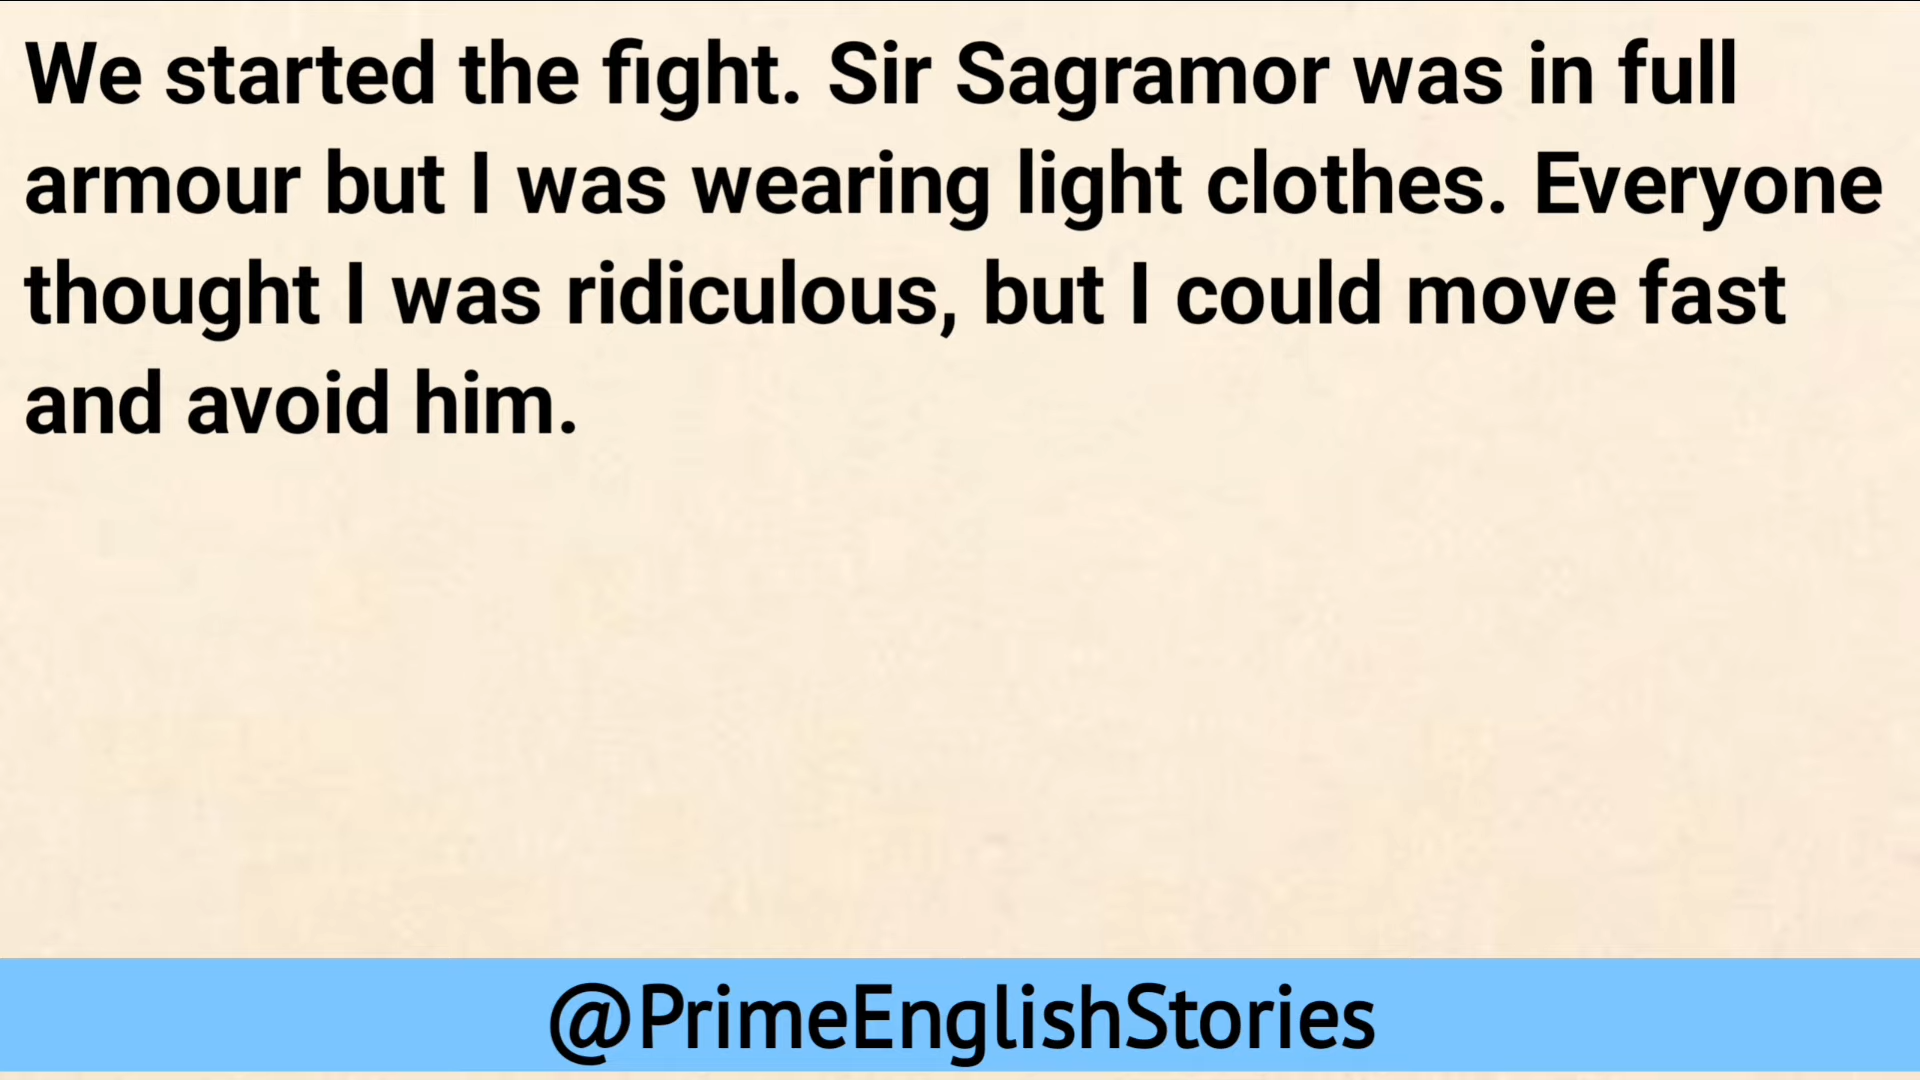 We started the fight. Sir Sagramor was in full
armour but I was wearing light clothes. Everyone
thought I was ridiculous, but I could move fast
and avoid him.
@PrimeEnglishStories